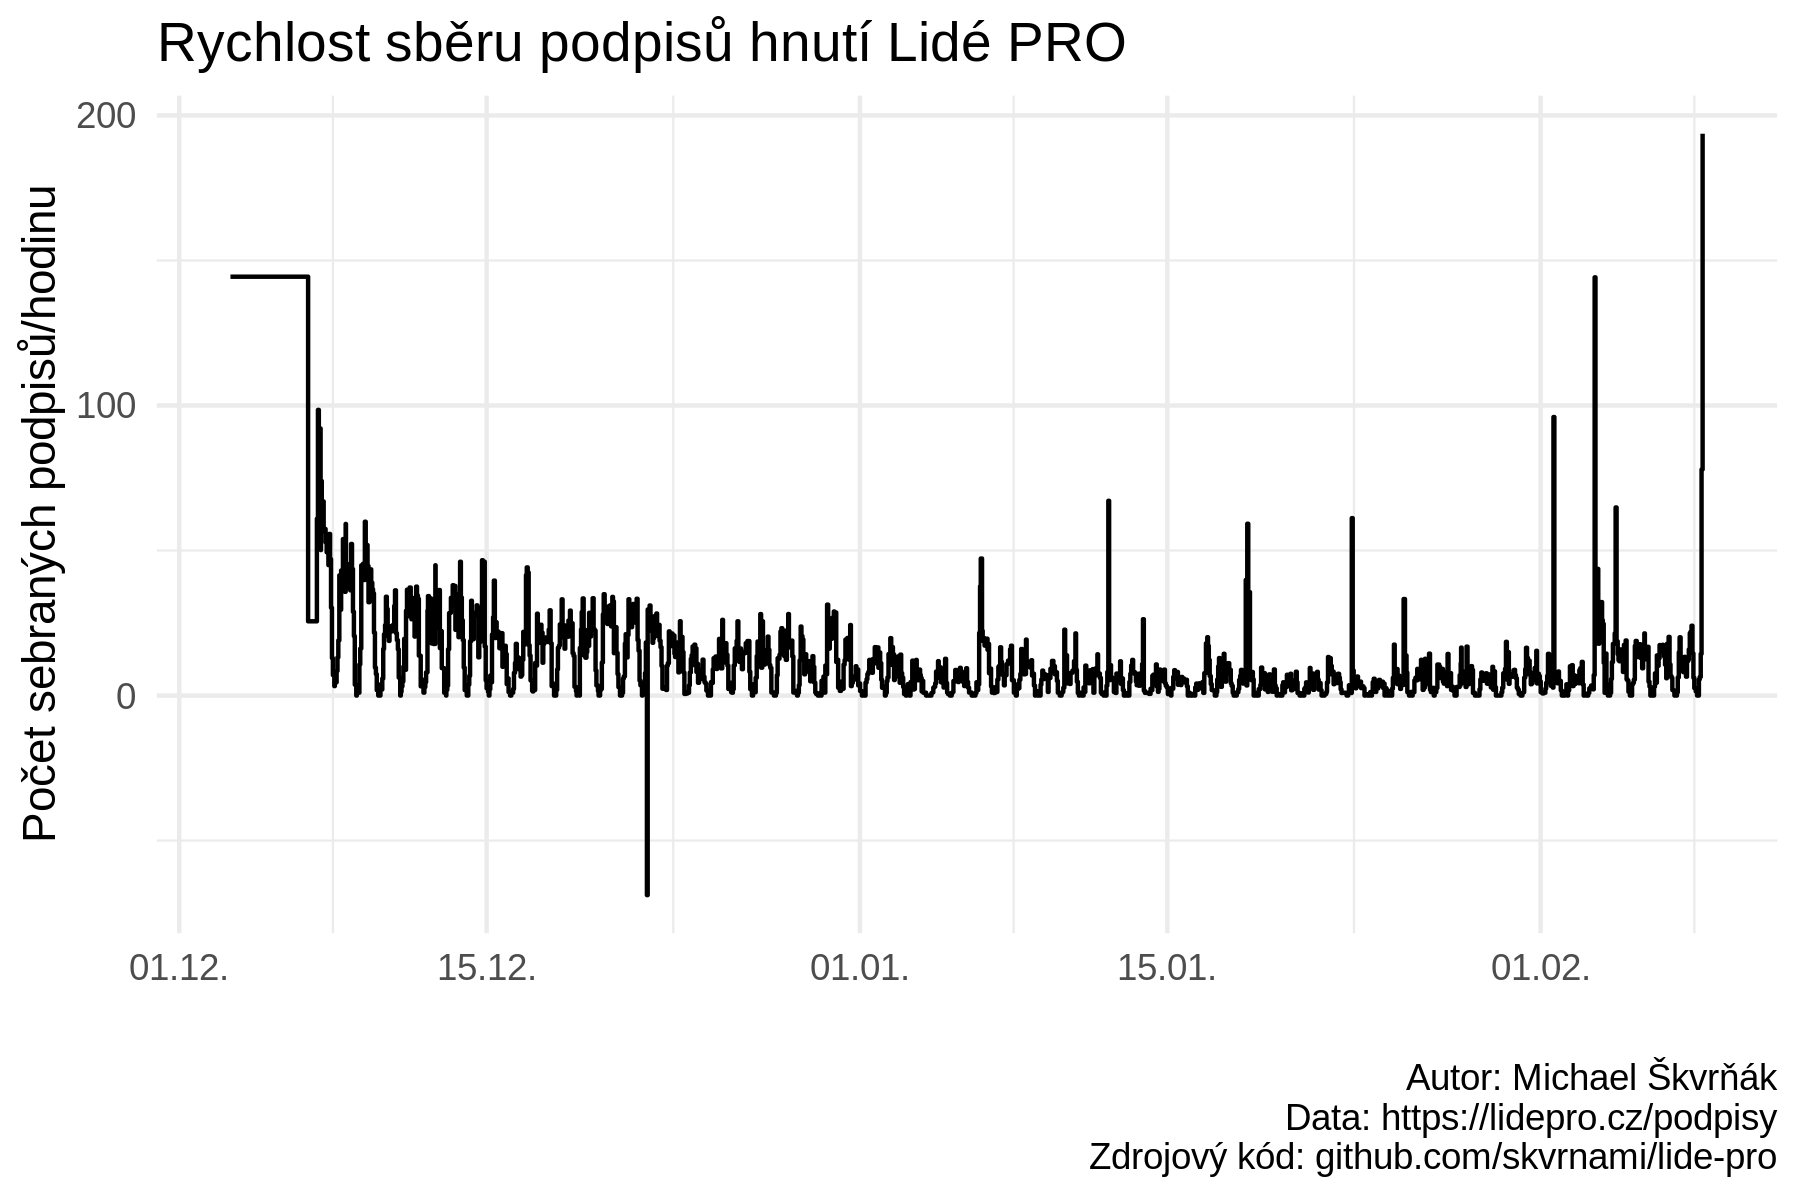 Rychlost sběru podpisů hnutí Lidé PRO
Počet sebraných podpisů/hodinu
200
100
0
01.12.
15.12.
01.01.
15.01.
01.02.
Autor: Michael Škvrňák
Data: https://lidepro.cz/podpisy
Zdrojový kód: github.com/skvrnami/lide-pro